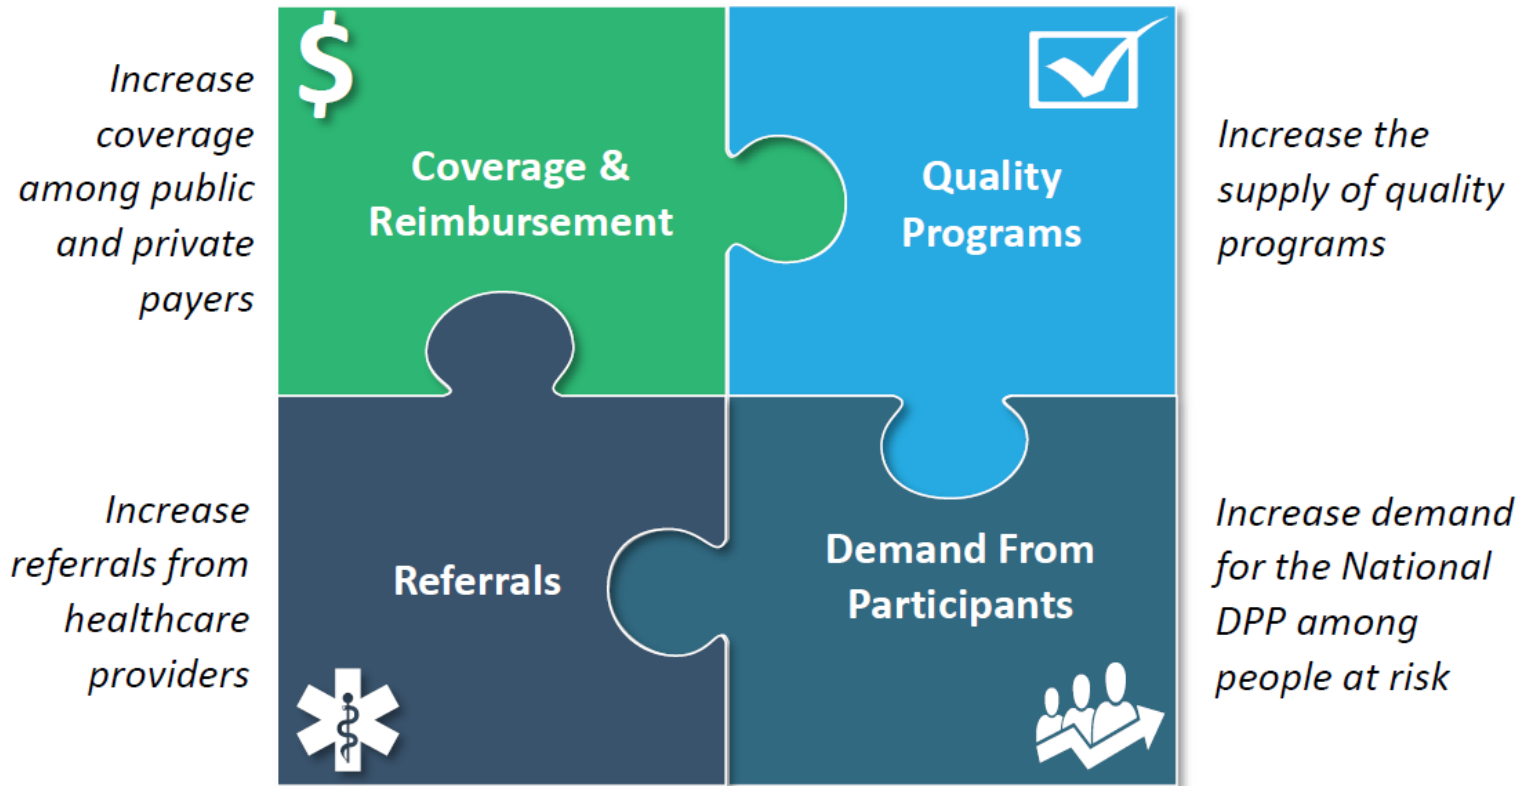 Increase
coverage
among public
and private
payers
$
Coverage &
Reimbursement
Quality
Programs
Increase the
supply of quality
programs
Increase
referrals from
healthcare
providers
Referrals
Demand From
Participants
Increase demand
for the National
DPP among
people at risk